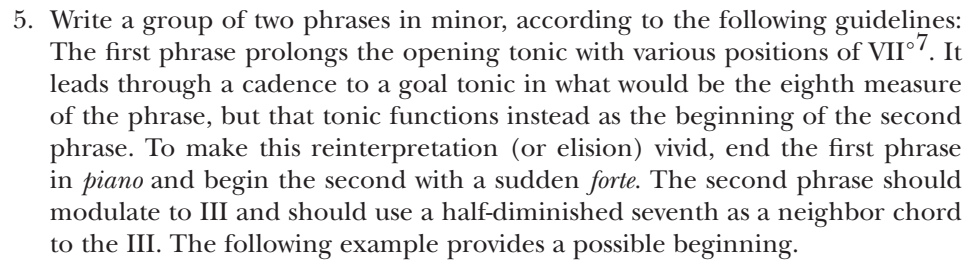 5. Write a group of two phrases in minor, according to the following guidelines:
The first phrase prolongs the opening tonic with various positions of VII°⁷. It
leads through a cadence to a goal tonic in what would be the eighth measure
of the phrase, but that tonic functions instead as the beginning of the second
phrase. To make this reinterpretation (or elision) vivid, end the first phrase
in piano and begin the second with a sudden forte. The second phrase should
modulate to III and should use a half-diminished seventh as a neighbor chord
to the III. The following example provides a possible beginning.